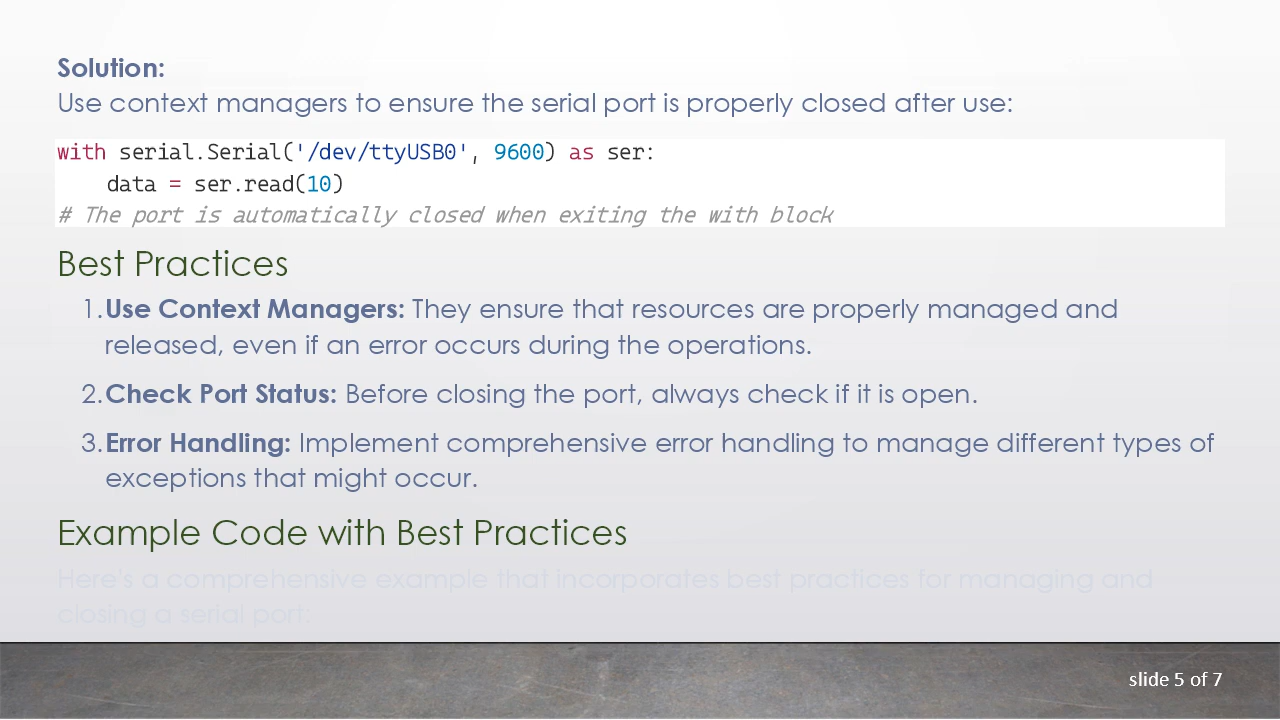 Solution:
Use context managers to ensure the serial port is properly closed after use:
with serial.Serial('/dev/ttyUSB0', 9600) as ser:
    data = ser.read(10)
# The port is automatically closed when exiting the with block
Best Practices
1. Use Context Managers: They ensure that resources are properly managed and
released, even if an error occurs during the operations.
2. Check Port Status: Before closing the port, always check if it is open.
3. Error Handling: Implement comprehensive error handling to manage different types of
exceptions that might occur.
Example Code with Best Practices
Here's a comprehensive example that incorporates best practices for managing and
closing a serial port:
slide 5 of 7